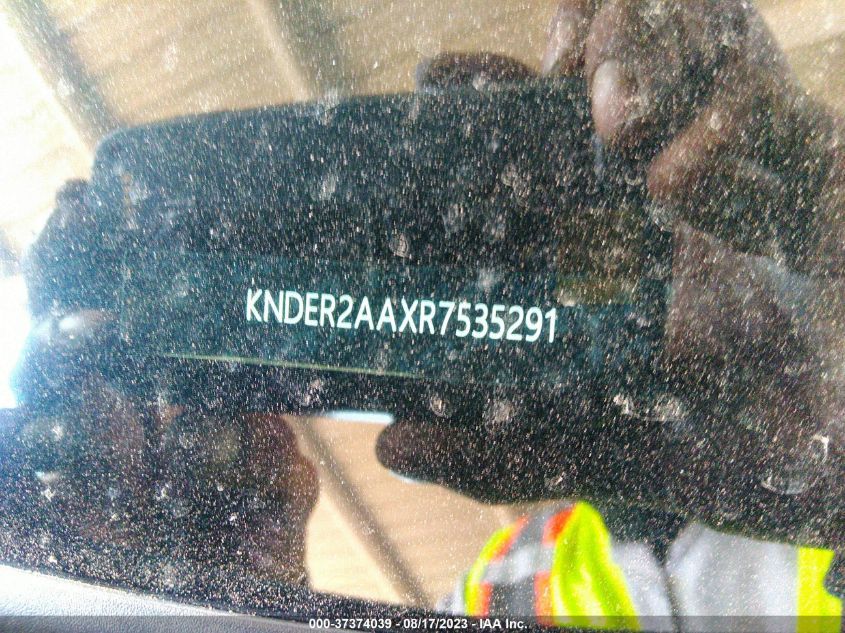 KNDER2AAXR7535291
000-37374039 - 08/17/2023 - IAA Inc.